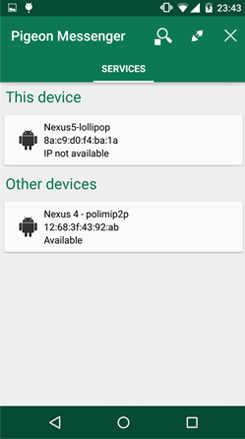 23:43
Pigeon Messenger
SERVICES
This device
Nexus5-lollipop
8a:c9:d0:f4:ba:1a
IP not available
Other devices
Nexus 4 - polimip2p
12:68:3f:43:92:ab
Available